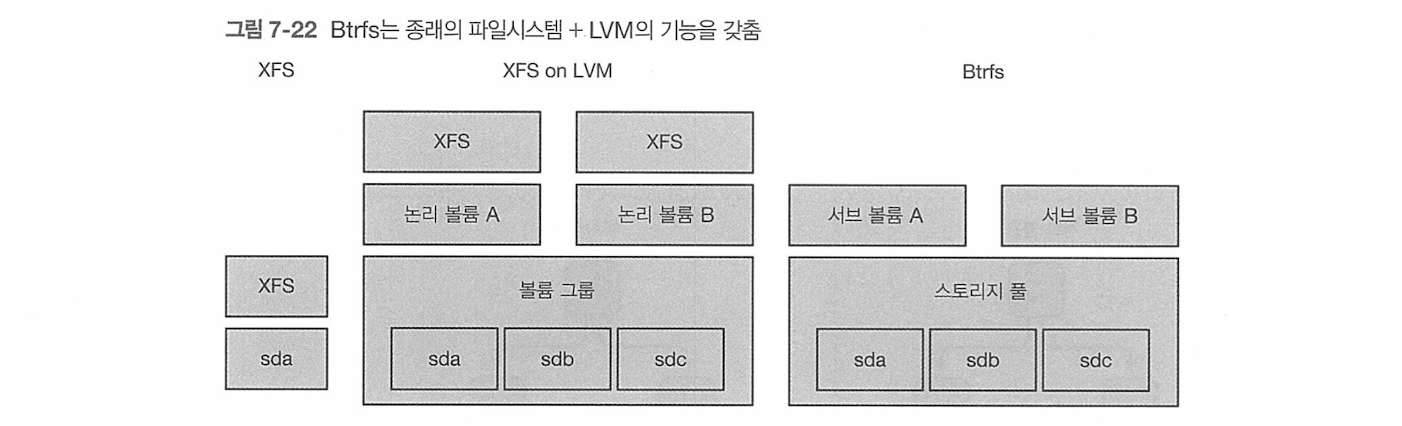 그림 7-22 Btrfs는 종래의 파일시스템 + LVM의 기능을 갖춤
XFS XFS on LVM Btrfs
XFS XFS
논리 볼륨 A 논리 볼륨 B 서브 볼륨 A 서브 볼륨 B
XFS 볼륨 그룹 스토리지 풀
sda sda sdb sdc sda sdb sdc